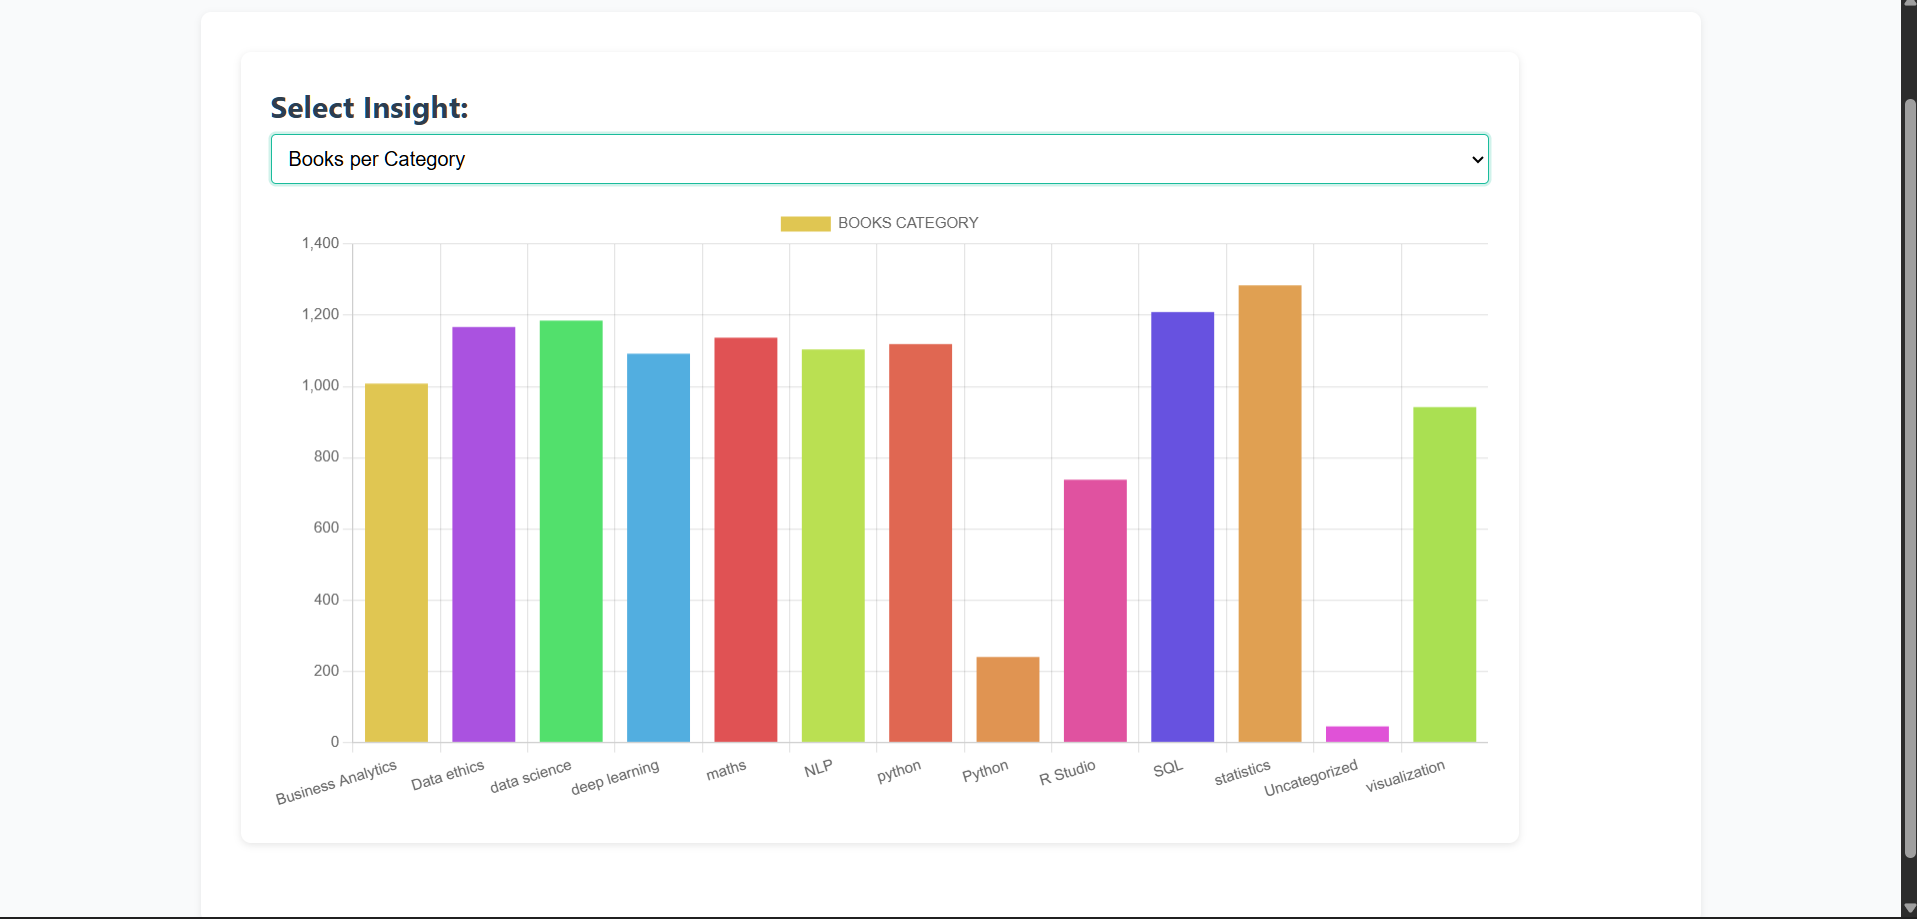 Select Insight:
Books per Category
BOOKS CATEGORY
1,400
1,200
1,000
800
600
400
200
0
Business Analytics
Data ethics
data science
deep learning
maths
NLP
python
Python
R Studio
SQL
statistics
Uncategorized
visualization